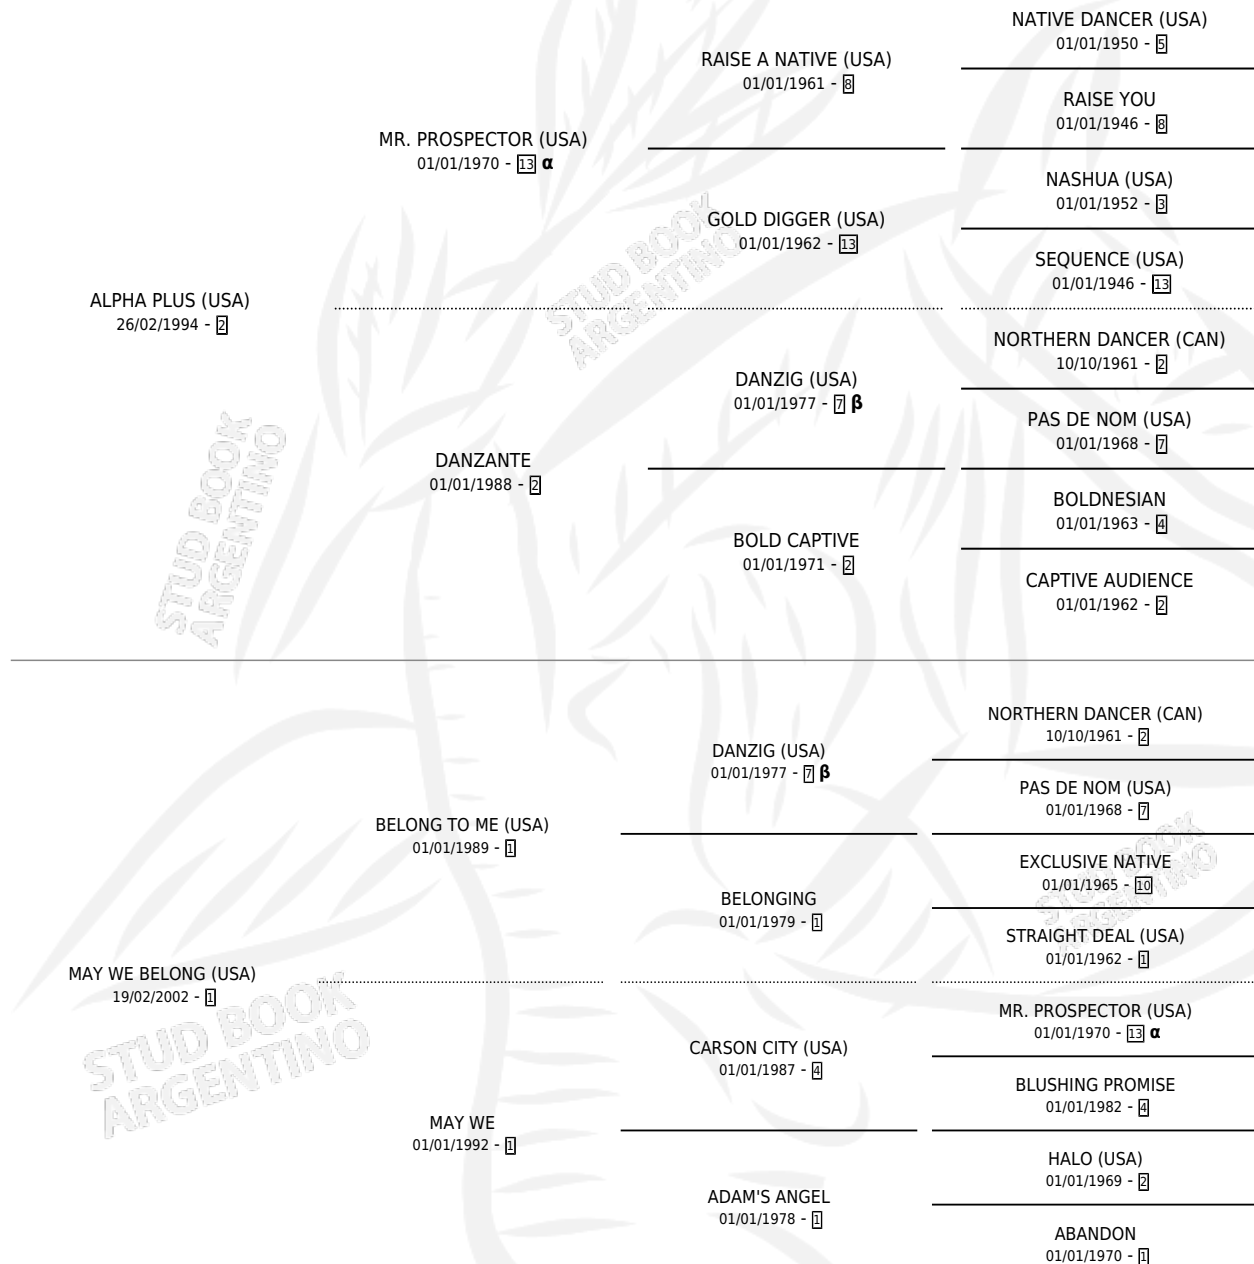 NATIVE DANCER (USA)
01/01/1950 - 5
RAISE A NATIVE (USA)
01/01/1961 - 8
RAISE YOU
01/01/1946 - 8
MR. PROSPECTOR (USA)
01/01/1970 - 13 α
NASHUA (USA)
01/01/1952 - 3
GOLD DIGGER (USA)
01/01/1962 - 13
SEQUENCE (USA)
01/01/1946 - 13
ALPHA PLUS (USA)
26/02/1994 - 2
NORTHERN DANCER (CAN)
10/10/1961 - 2
DANZIG (USA)
01/01/1977 - 7 β
PAS DE NOM (USA)
01/01/1968 - 7
DANZANTE
01/01/1988 - 2
BOLDNESIAN
01/01/1963 - 4
BOLD CAPTIVE
01/01/1971 - 2
CAPTIVE AUDIENCE
01/01/1962 - 2
STUD BOOK
ARGENTINO
STUD BOOK
ARGENTINO
NORTHERN DANCER (CAN)
10/10/1961 - 2
DANZIG (USA)
01/01/1977 - 7 β
PAS DE NOM (USA)
01/01/1968 - 7
BELONG TO ME (USA)
01/01/1989 - 1
EXCLUSIVE NATIVE
01/01/1965 - 10
BELONGING
01/01/1979 - 1
STRAIGHT DEAL (USA)
01/01/1962 - 1
MAY WE BELONG (USA)
19/02/2002 - 1
MR. PROSPECTOR (USA)
01/01/1970 - 13 α
CARSON CITY (USA)
01/01/1987 - 4
BLUSHING PROMISE
01/01/1982 - 4
MAY WE
01/01/1992 - 1
HALO (USA)
01/01/1969 - 2
ADAM'S ANGEL
01/01/1978 - 1
ABANDON
01/01/1970 - 1
STUD BOOK
ARGENTINO
STUD BOOK
ARGENTINO